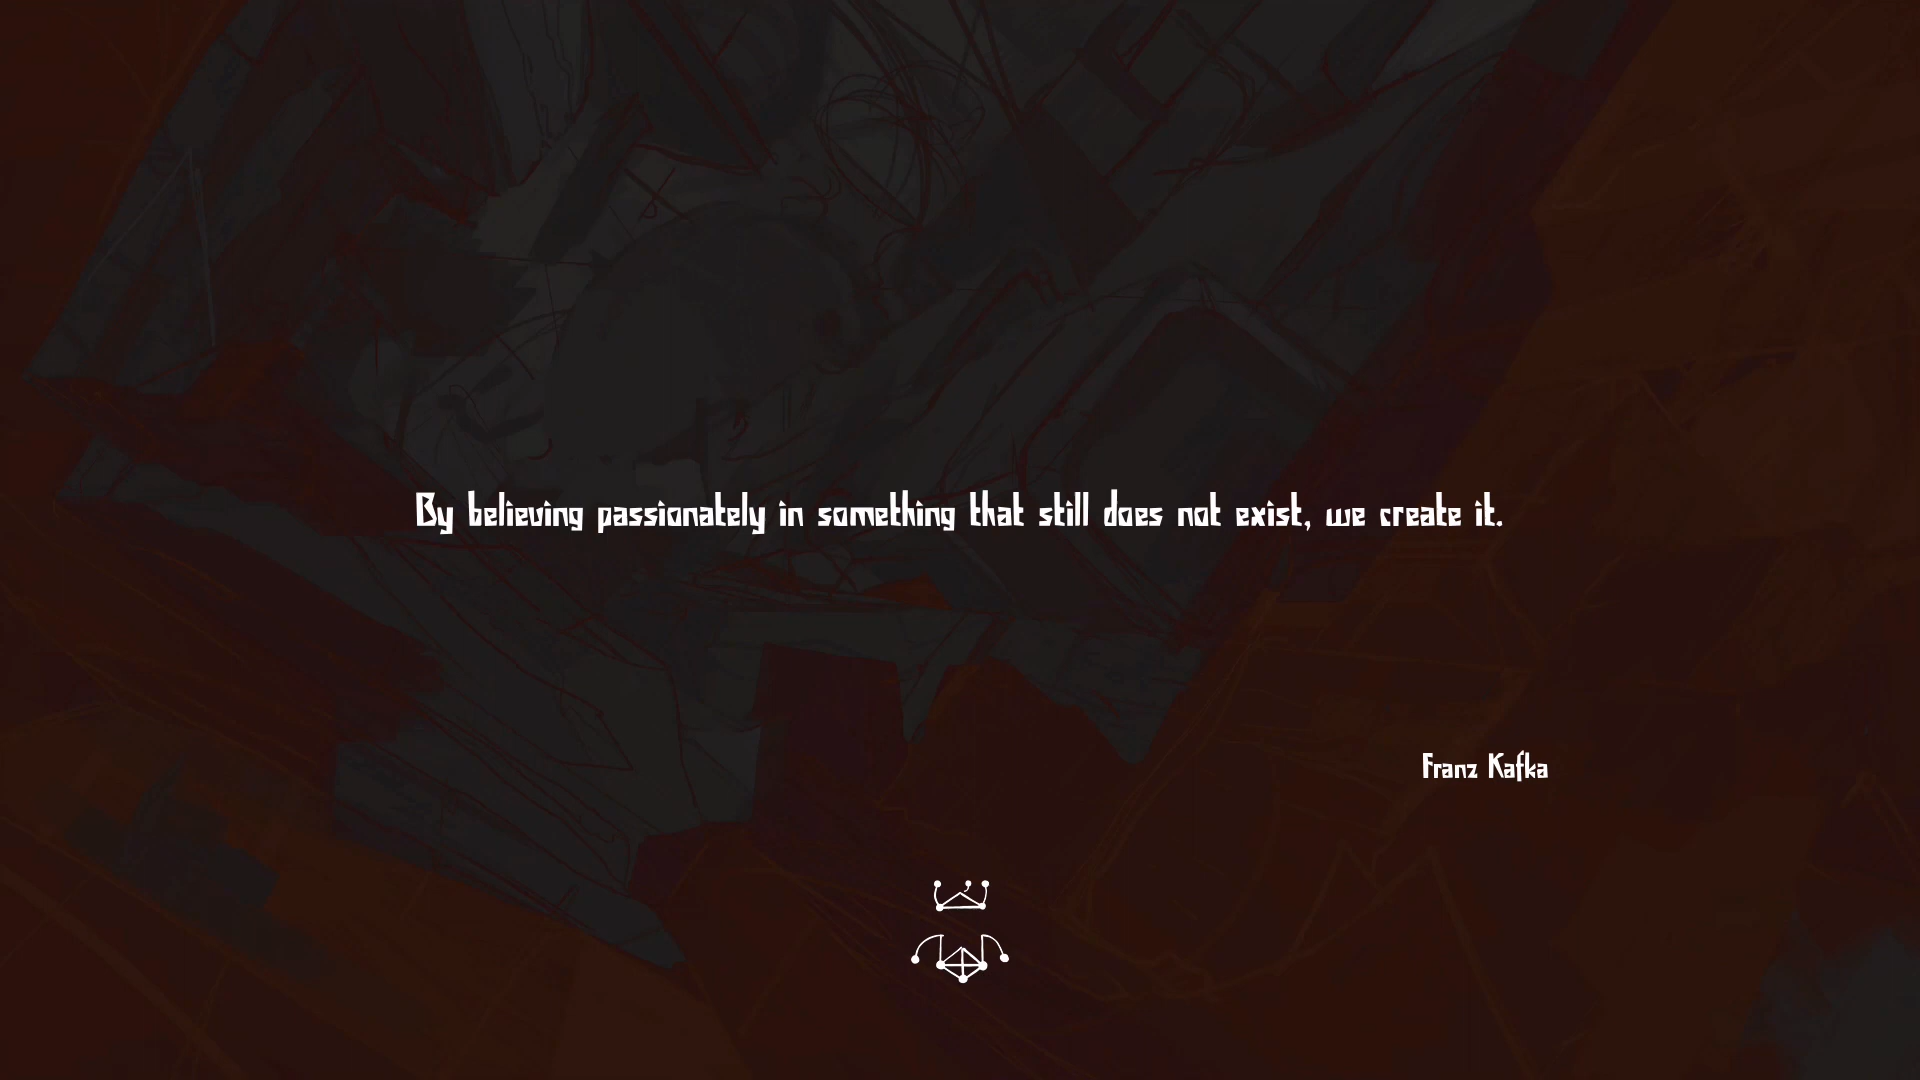 By believing passionately in something that still does not exist, we create it.
Franz Kafka